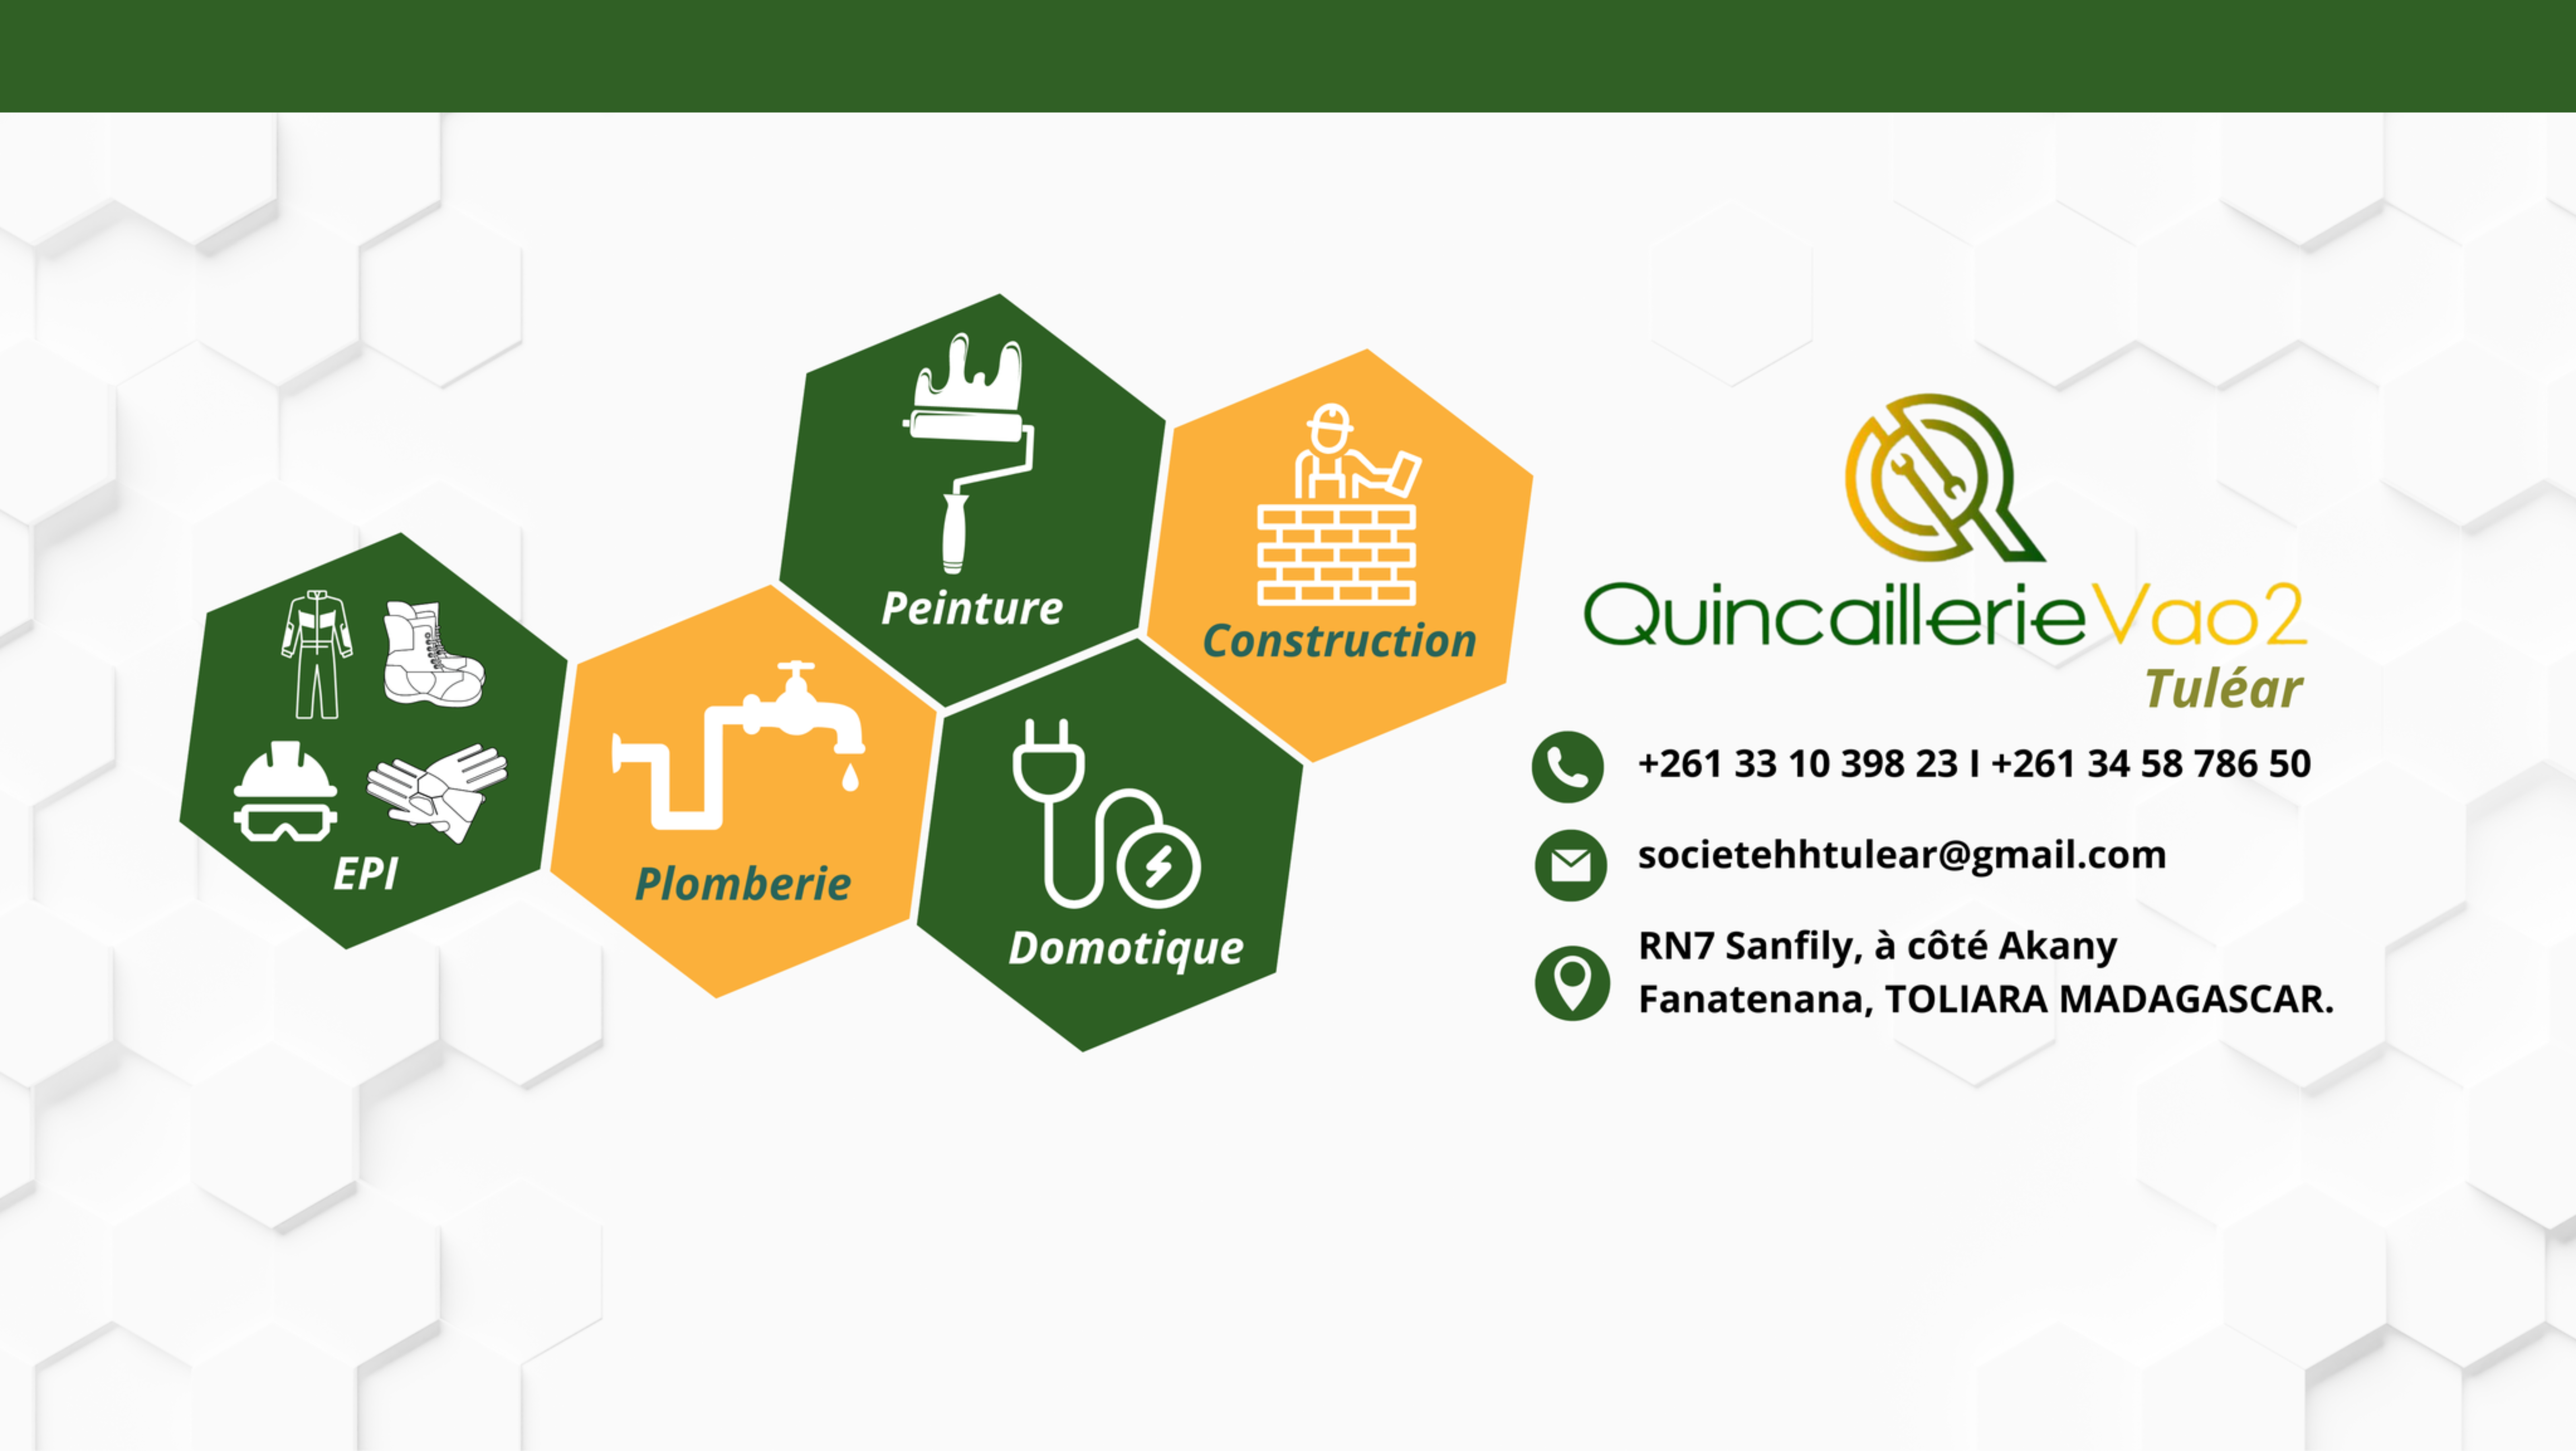 Peinture
Construction
EPI
Plomberie
Domotique
QuincaillerieVao2
Tuléar
+261 33 10 398 23 I +261 34 58 786 50
societehhtulear@gmail.com
RN7 Sanfily, à côté Akany
Fanatenana, TOLIARA MADAGASCAR.